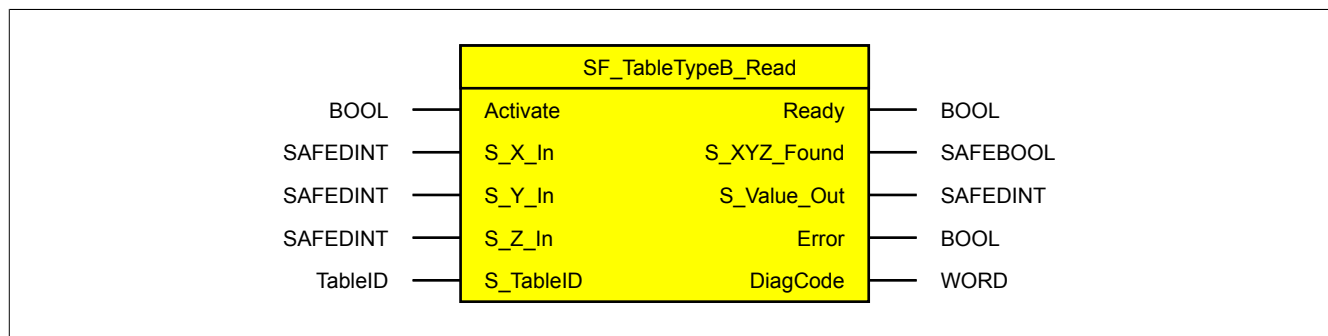 SF_TableTypeB_Read
BOOL Activate Ready BOOL
SAFEDINT S_X_In S_XYZ_Found SAFEBOOL
SAFEDINT S_Y_In S_Value_Out SAFEDINT
SAFEDINT S_Z_In Error BOOL
TableID S_TableID DiagCode WORD